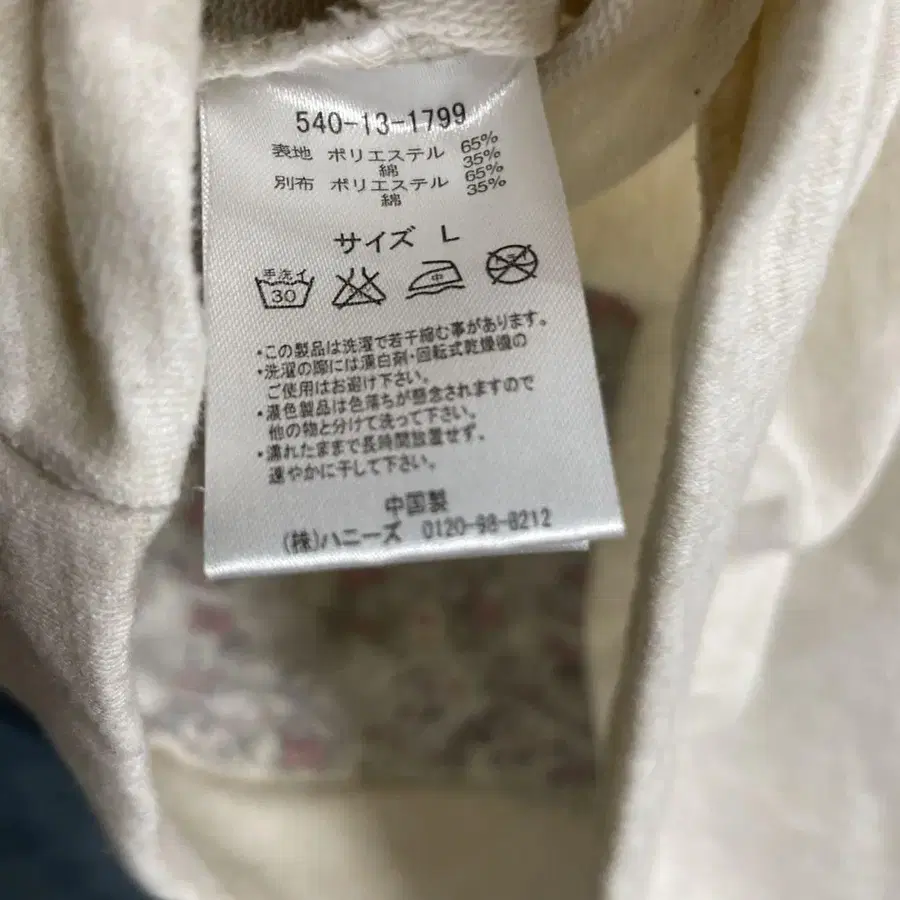 540-13-1799
表地 ポリエステル 65%
綿 35%
別布 ポリエステル 65%
綿 35%
サイズ L
手洗イ
30
中
・この製品は洗濯で若干縮む事があります。
・洗濯の際には漂白剤・回転式乾燥機の
ご使用はお避け下さい。
・濃色製品は色落ちが懸念されますので
他の物と分けて洗って下さい。
・濡れたままで長時間放置せず、
速やかに干して下さい。
中国製
(株)ハニーズ 0120-98-8212